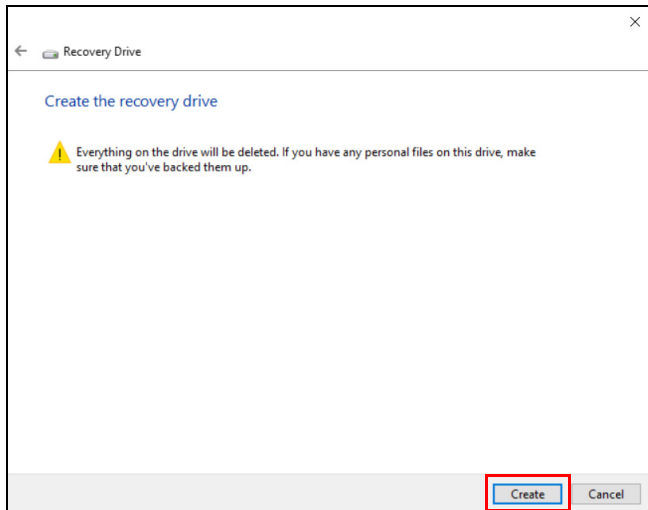 Recovery Drive
Create the recovery drive
Everything on the drive will be deleted. If you have any personal files on this drive, make
sure that you've backed them up.
Create
Cancel